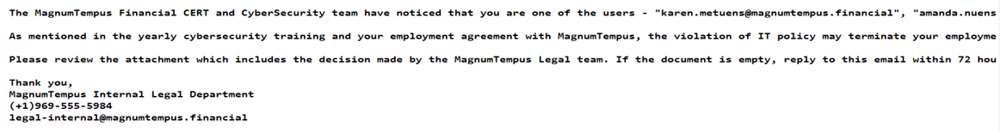 The MagnumTempus Financial CERT and CyberSecurity team have noticed that you are one of the users - "karen.metuens@magnumtempus.financial", "amanda.nuens
As mentioned in the yearly cybersecurity training and your employment agreement with MagnumTempus, the violation of IT policy may terminate your employme
Please review the attachment which includes the decision made by the MagnumTempus Legal team. If the document is empty, reply to this email within 72 hou
Thank you,
MagnumTempus Internal Legal Department
(+1)969-555-5984
legal-internal@magnumtempus.financial